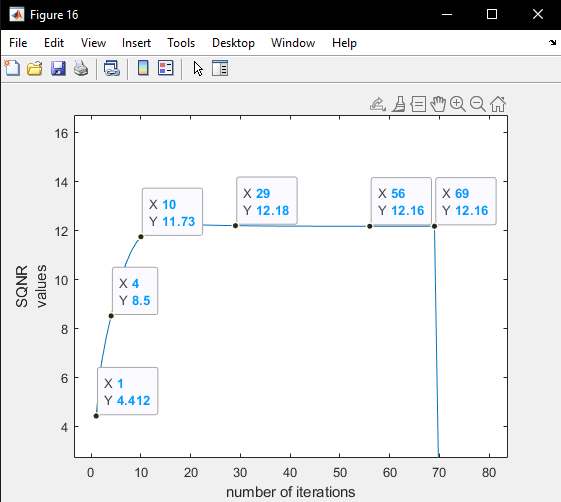 Figure 16
File Edit View Insert Tools Desktop Window Help
16
14
12
10
8
6
4
SQNR
values
X 1
Y 4.412
X 4
Y 8.5
X 10
Y 11.73
X 29
Y 12.18
X 56
Y 12.16
X 69
Y 12.16
0 10 20 30 40 50 60 70 80
number of iterations